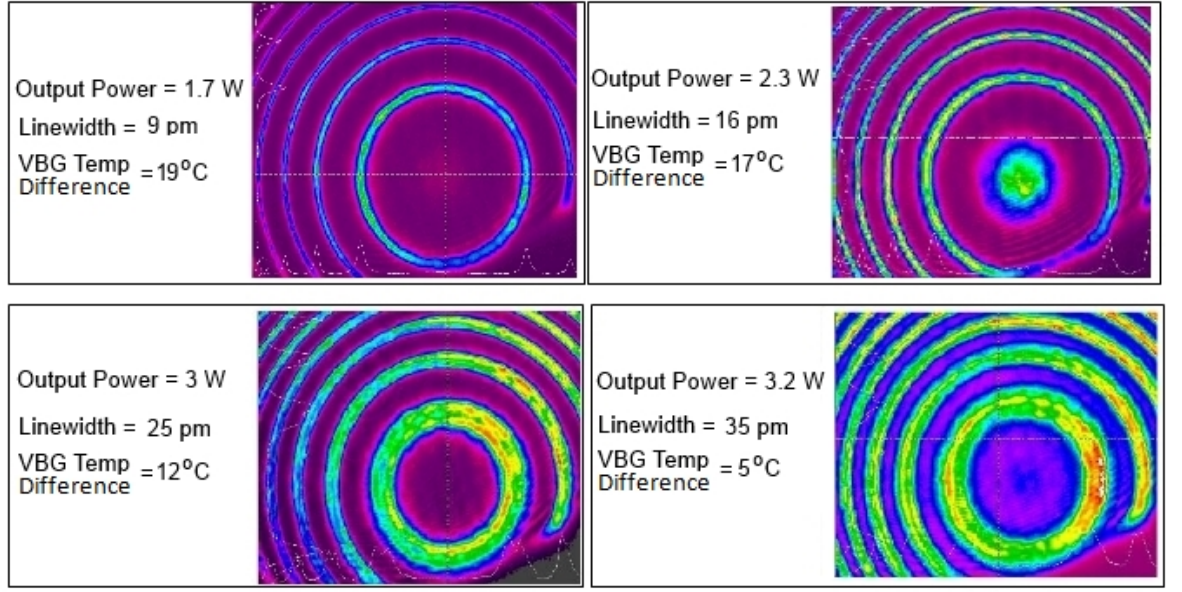 Output Power = 1.7 W
Linewidth = 9 pm
VBG Temp Difference = 19°C
Output Power = 2.3 W
Linewidth = 16 pm
VBG Temp Difference = 17°C
Output Power = 3 W
Linewidth = 25 pm
VBG Temp Difference = 12°C
Output Power = 3.2 W
Linewidth = 35 pm
VBG Temp Difference = 5°C